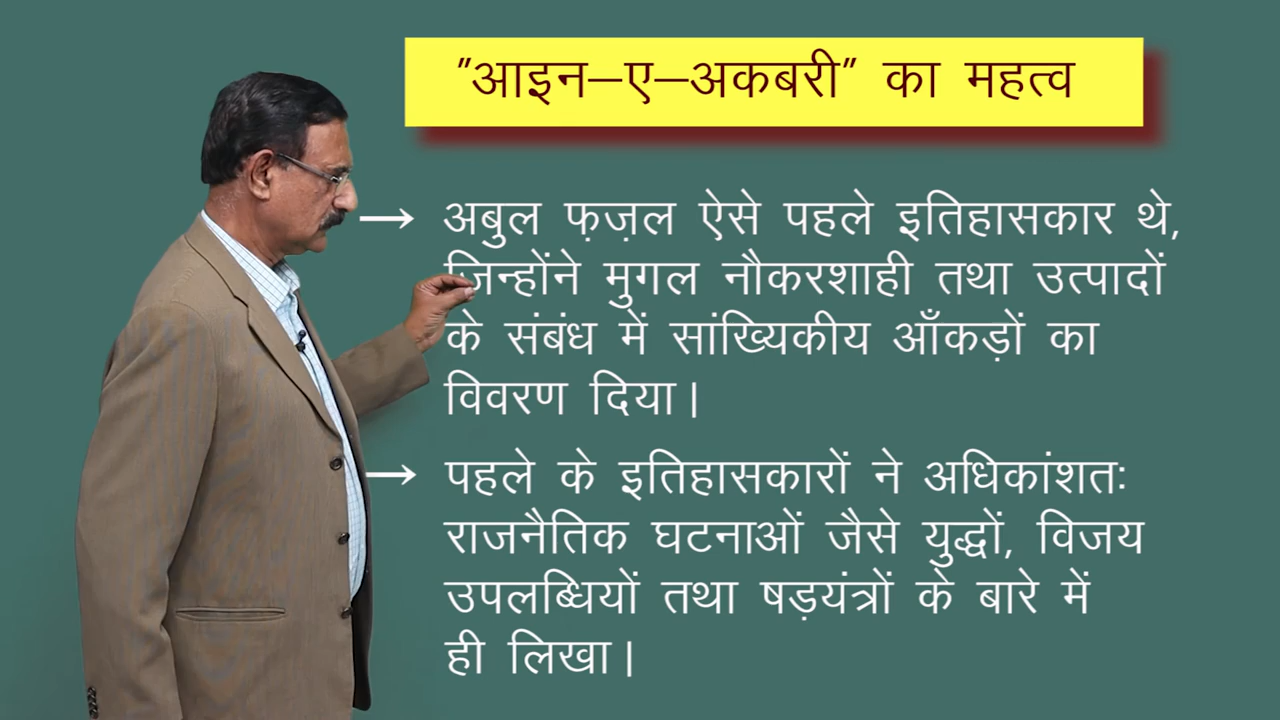 "आइन–ए–अकबरी" का महत्व
→ अबुल फ़ज़ल ऐसे पहले इतिहासकार थे,
जिन्होंने मुगल नौकरशाही तथा उत्पादों
के संबंध में सांख्यिकीय आँकड़ों का
विवरण दिया।
→ पहले के इतिहासकारों ने अधिकांशतः
राजनैतिक घटनाओं जैसे युद्धों, विजय
उपलब्धियों तथा षड़यंत्रों के बारे में
ही लिखा।